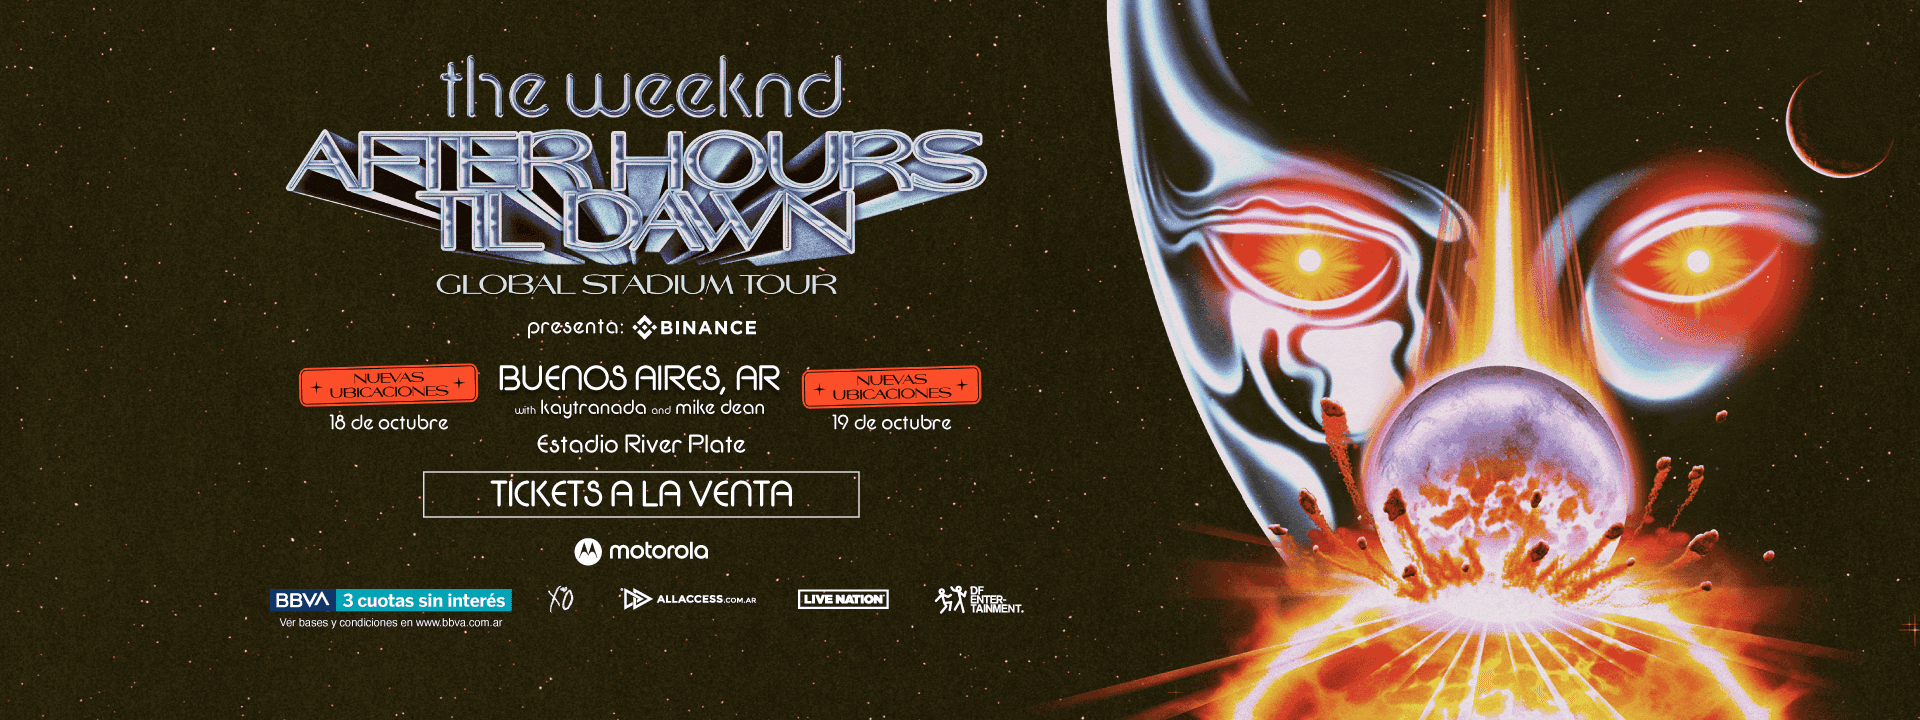 the weeknd
AFTER HOURS
TIL DAWN
GLOBAL STADIUM TOUR
presenta: BINANCE
NUEVAS
UBICACIONES
18 de octubre
BUENOS AIRES, AR
with kaytranada and mike dean
Estadio River Plate
NUEVAS
UBICACIONES
19 de octubre
TICKETS A LA VENTA
motorola
BBVA 3 cuotas sin interés
Ver bases y condiciones en www.bbva.com.ar
XO
ALLACCESS.COM.AR
LIVE NATION
DF
ENTER-
TAINMENT.